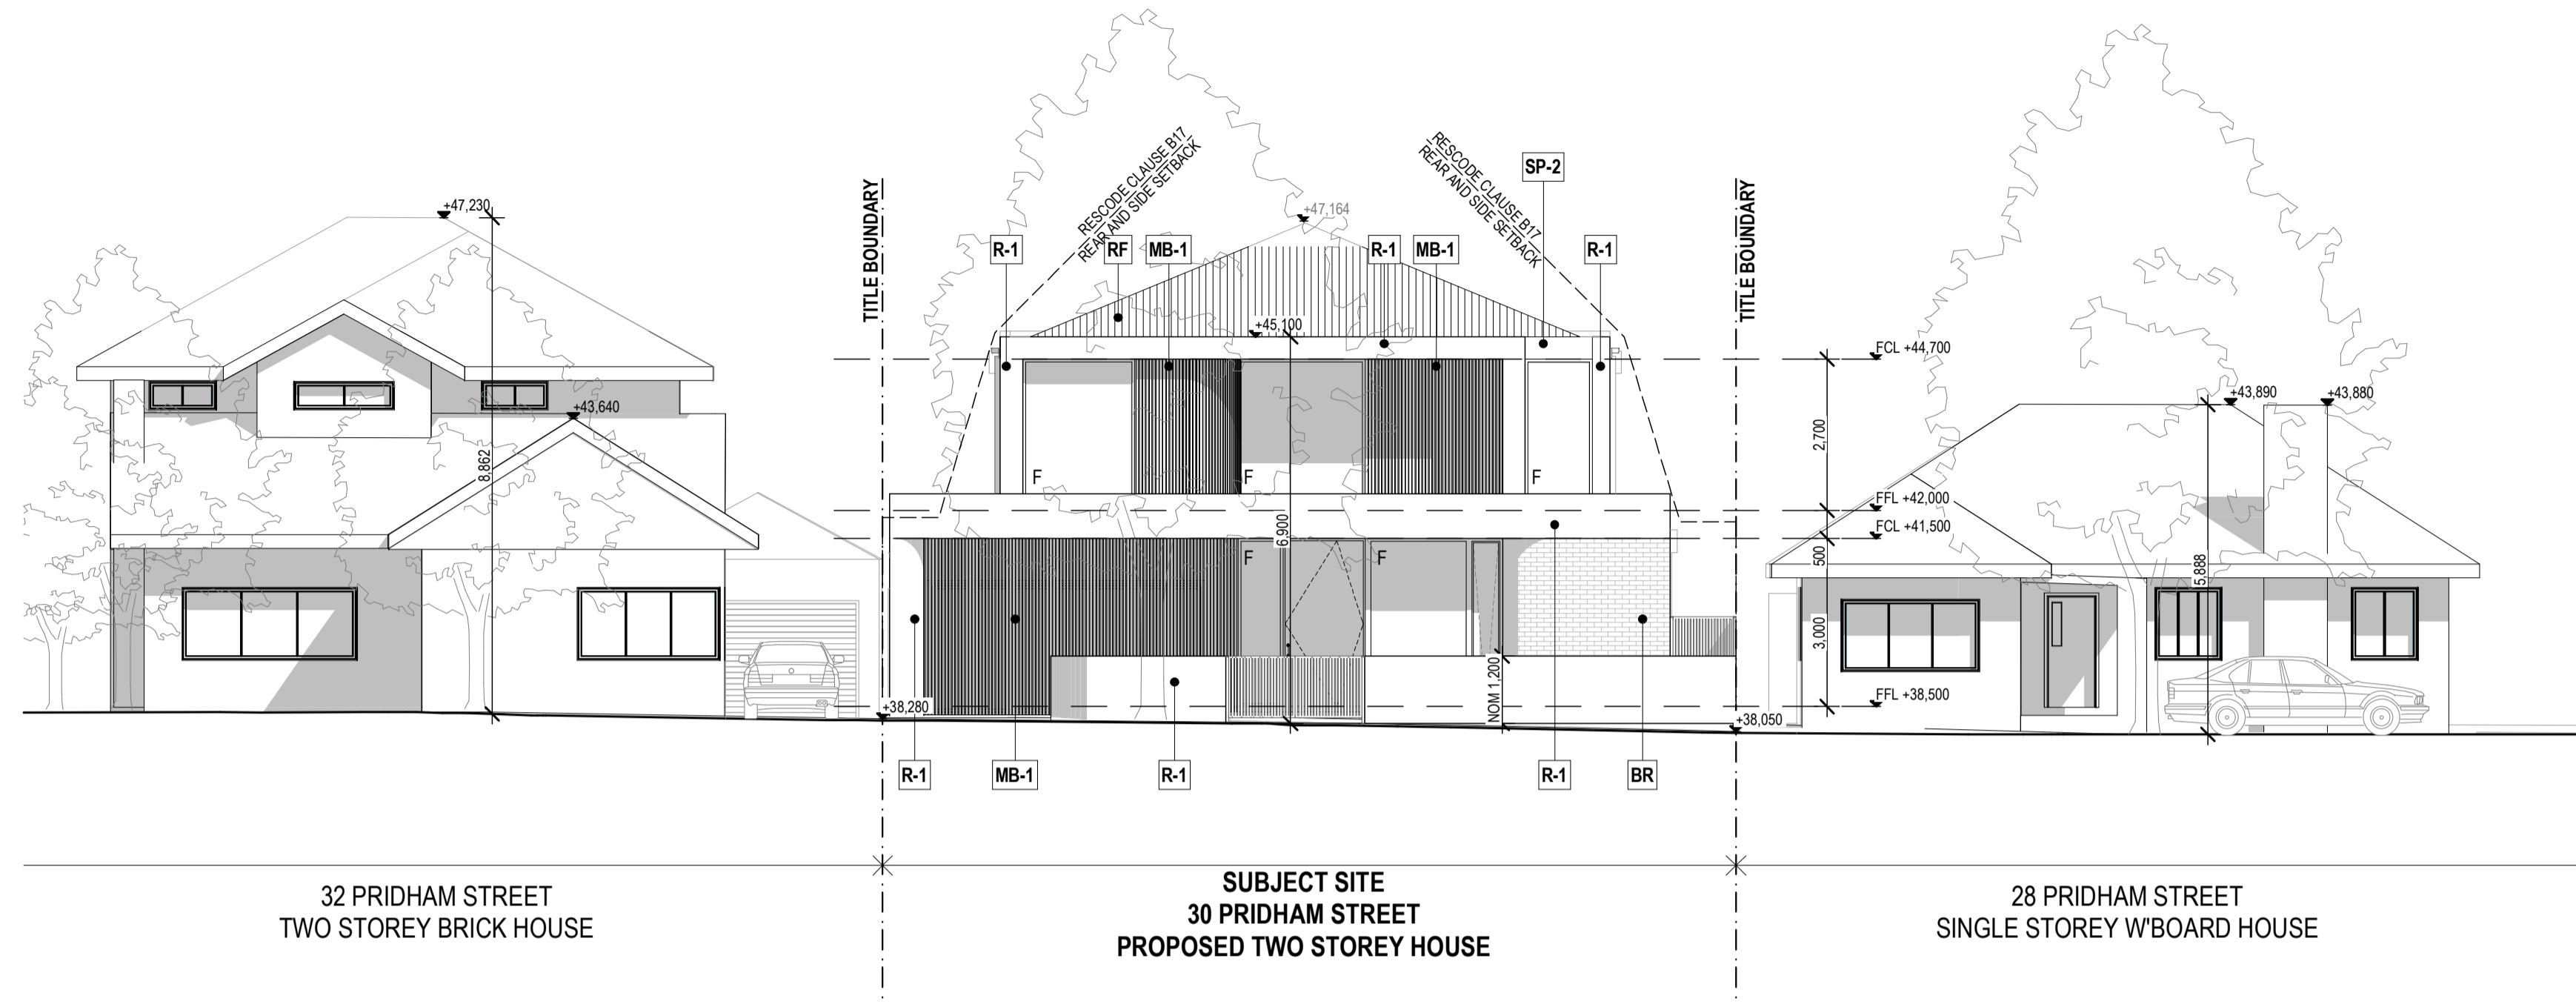 +47,230
+43,640
8,862
TITLE BOUNDARY
RESCODE CLAUSE B17
REAR AND SIDE SETBACK
RESCODE CLAUSE B17
REAR AND SIDE SETBACK
SP-2
TITLE BOUNDARY
+47,164
R-1
RF
MB-1
R-1
MB-1
R-1
+45,100
F
F
F
6,900
F
F
NOM 1,200
+38,280
+38,050
R-1
MB-1
R-1
R-1
BR
FCL +44,700
2,700
FFL +42,000
FCL +41,500
500
3,000
FFL +38,500
+43,890
+43,880
5,888
32 PRIDHAM STREET
TWO STOREY BRICK HOUSE
SUBJECT SITE
30 PRIDHAM STREET
PROPOSED TWO STOREY HOUSE
28 PRIDHAM STREET
SINGLE STOREY W'BOARD HOUSE